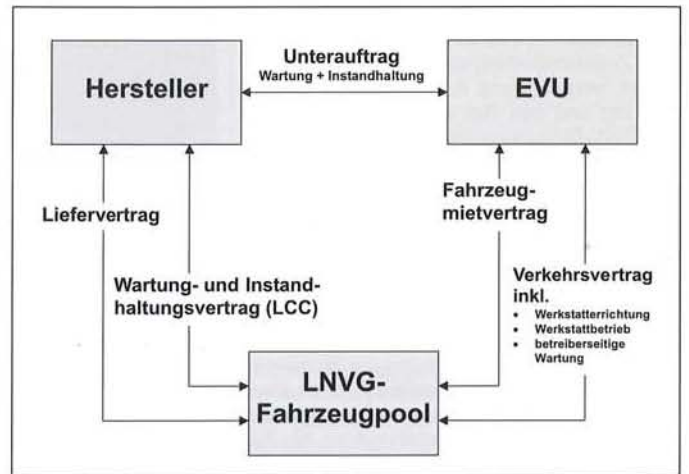 Unterauftrag
Wartung + Instandhaltung
Hersteller
EVU
Liefervertrag
Fahrzeug-
mietvertrag
Wartung- und Instand-
haltungsvertrag (LCC)
Verkehrsvertrag
inkl.
• Werkstatterrichtung
• Werkstattbetrieb
• betreiberseitige
Wartung
LNVG-
Fahrzeugpool